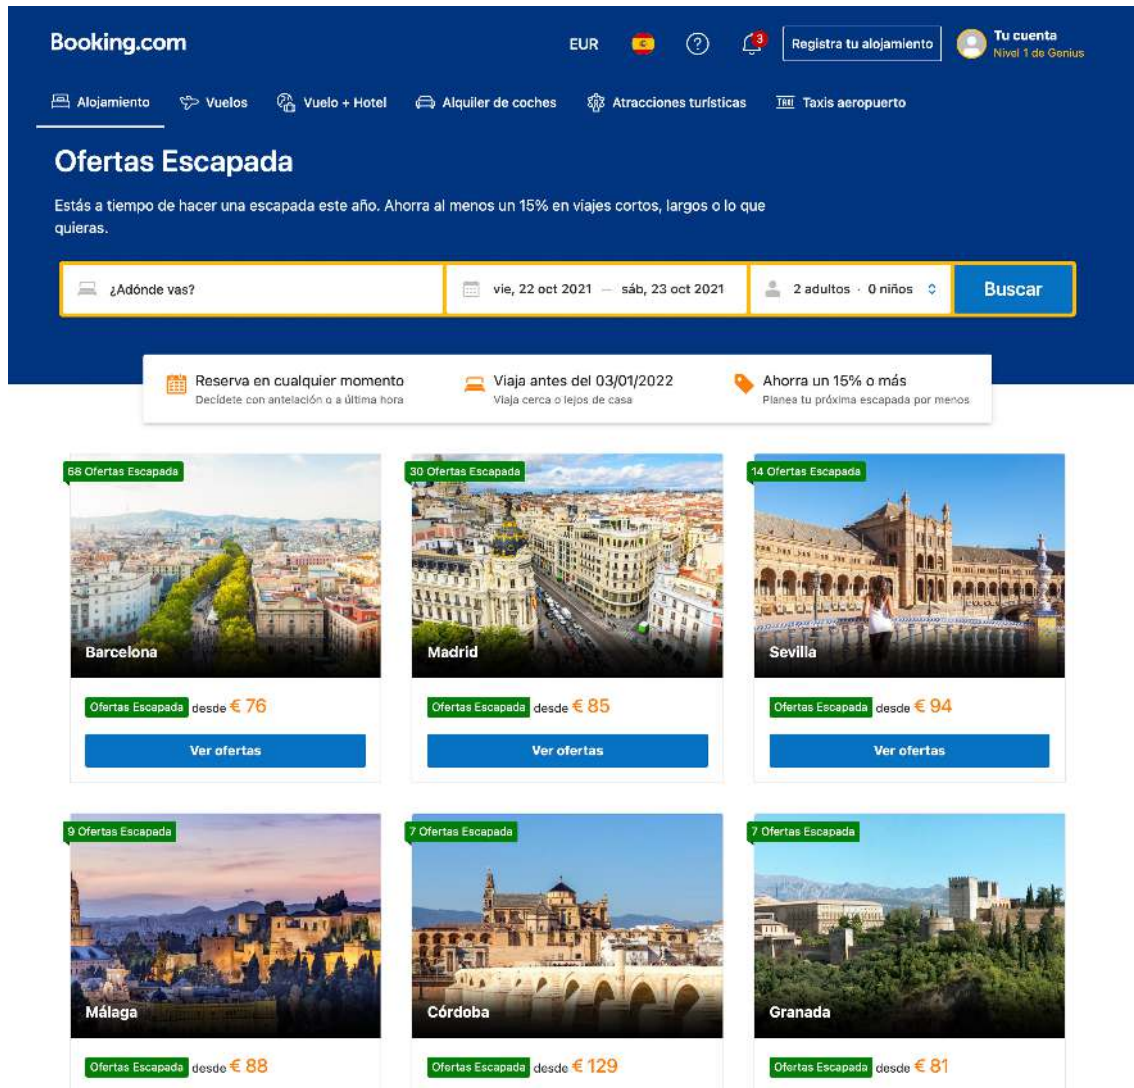 Booking.com
EUR
3
Registra tu alojamiento
Tu cuenta
Nivel 1 de Genius
Alojamiento
Vuelos
Vuelo + Hotel
Alquiler de coches
Atracciones turísticas
TAXI
Taxis aeropuerto
Ofertas Escapada
Estás a tiempo de hacer una escapada este año. Ahorra al menos un 15% en viajes cortos, largos o lo que
quieras.
¿Adónde vas?
vie, 22 oct 2021 — sáb, 23 oct 2021
2 adultos · 0 niños
Buscar
Reserva en cualquier momento
Decídete con antelación o a última hora
Viaja antes del 03/01/2022
Viaja cerca o lejos de casa
Ahorra un 15% o más
Planea tu próxima escapada por menos
68 Ofertas Escapada
30 Ofertas Escapada
14 Ofertas Escapada
Barcelona
Madrid
Sevilla
Ofertas Escapada desde € 76
Ofertas Escapada desde € 85
Ofertas Escapada desde € 94
Ver ofertas
Ver ofertas
Ver ofertas
9 Ofertas Escapada
7 Ofertas Escapada
7 Ofertas Escapada
Málaga
Córdoba
Granada
Ofertas Escapada desde € 88
Ofertas Escapada desde € 129
Ofertas Escapada desde € 81